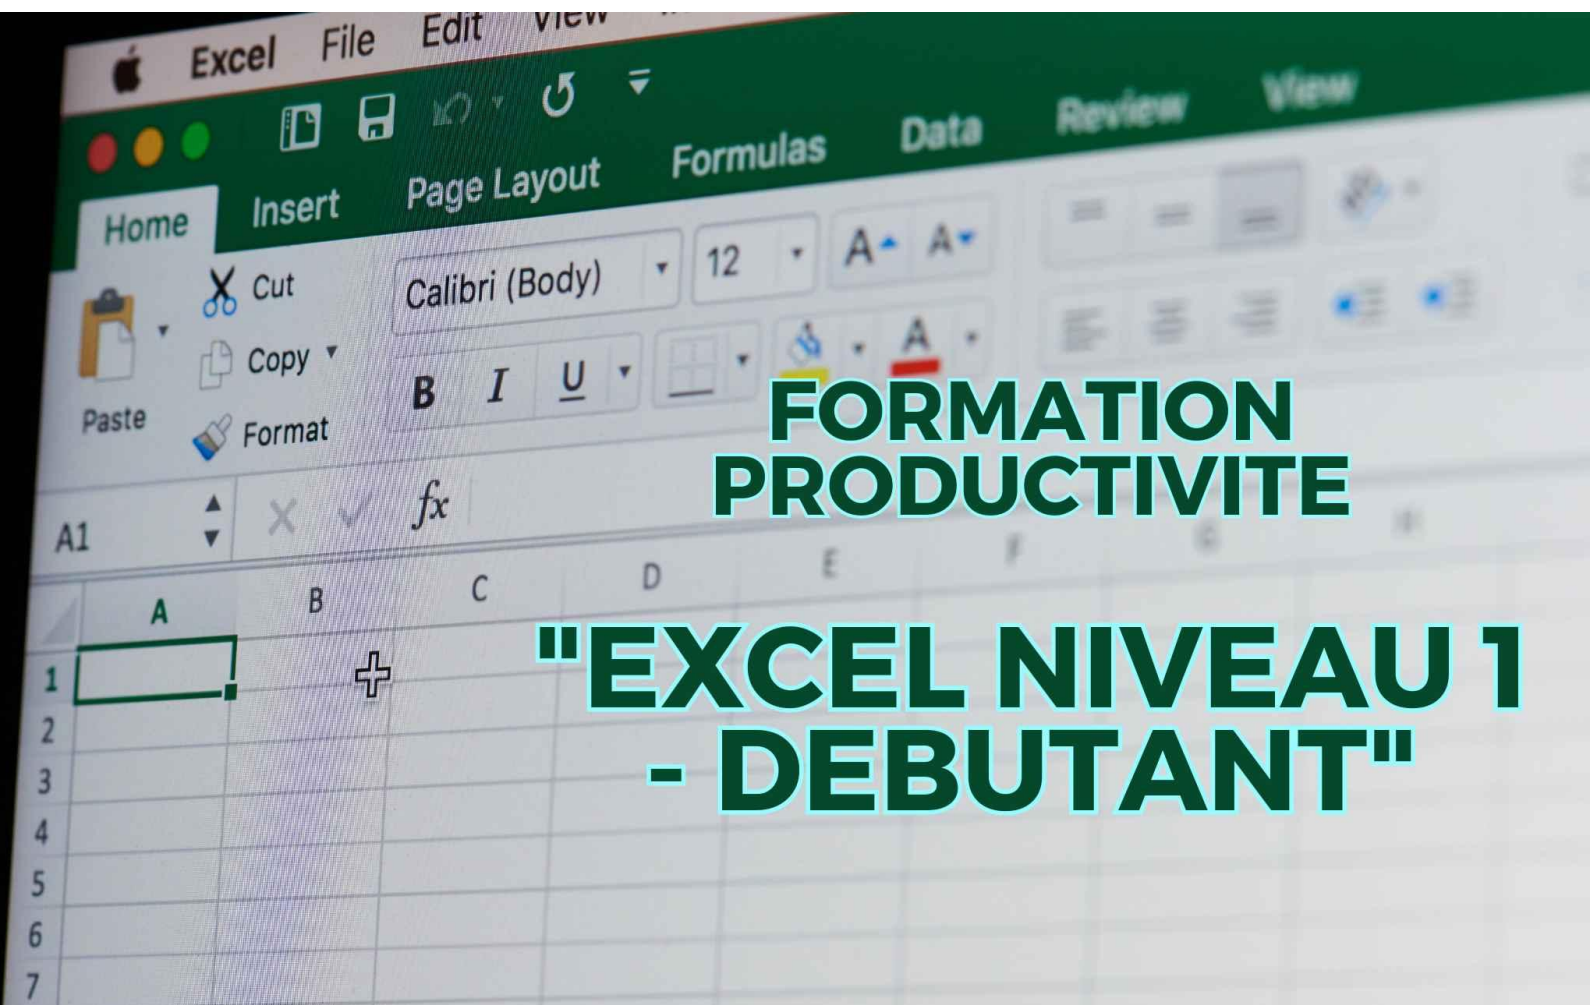 Excel File Edit View
Home Insert Page Layout Formulas Data Review View
Cut
Calibri (Body) 12 A A
Copy
B I U A
Paste
Format
FORMATION
PRODUCTIVITE
A1 fx
A B C D E F G H
"EXCEL NIVEAU 1
- DEBUTANT"
1
2
3
4
5
6
7